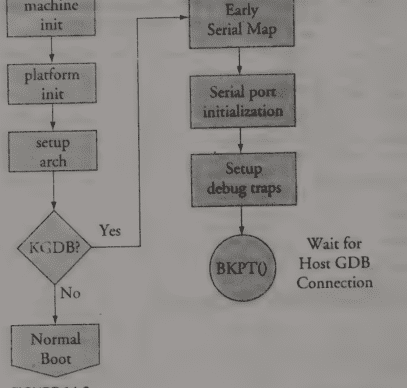 machine
init
platform
init
setup
arch
KGDB?
Yes
No
Normal
Boot
Early
Serial Map
Serial port
initialization
Setup
debug traps
BKPT()
Wait for
Host GDB
Connection